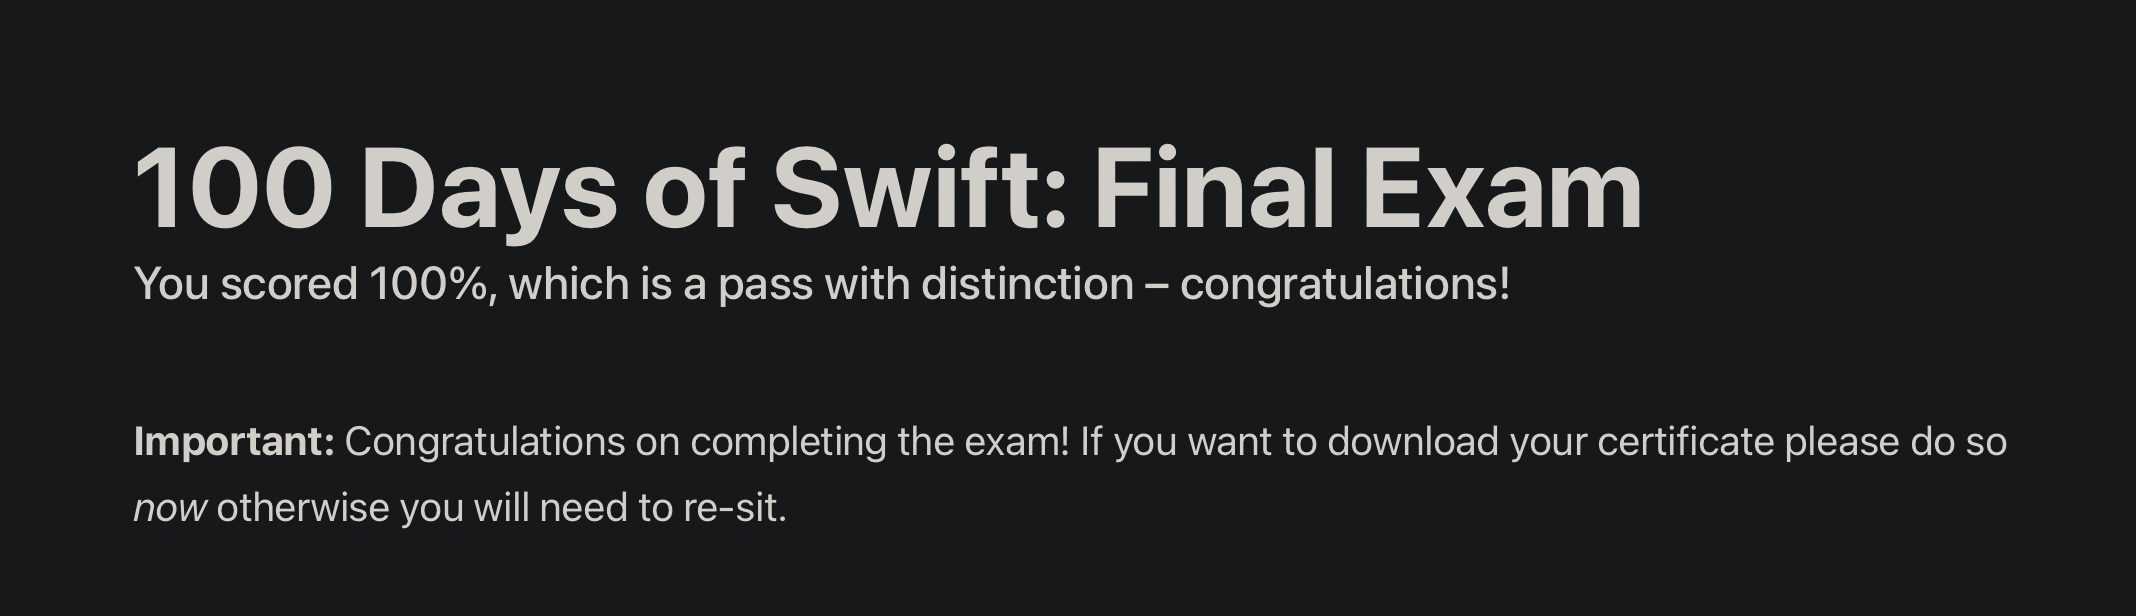 100 Days of Swift: Final Exam
You scored 100%, which is a pass with distinction – congratulations!
Important: Congratulations on completing the exam! If you want to download your certificate please do so
now otherwise you will need to re-sit.